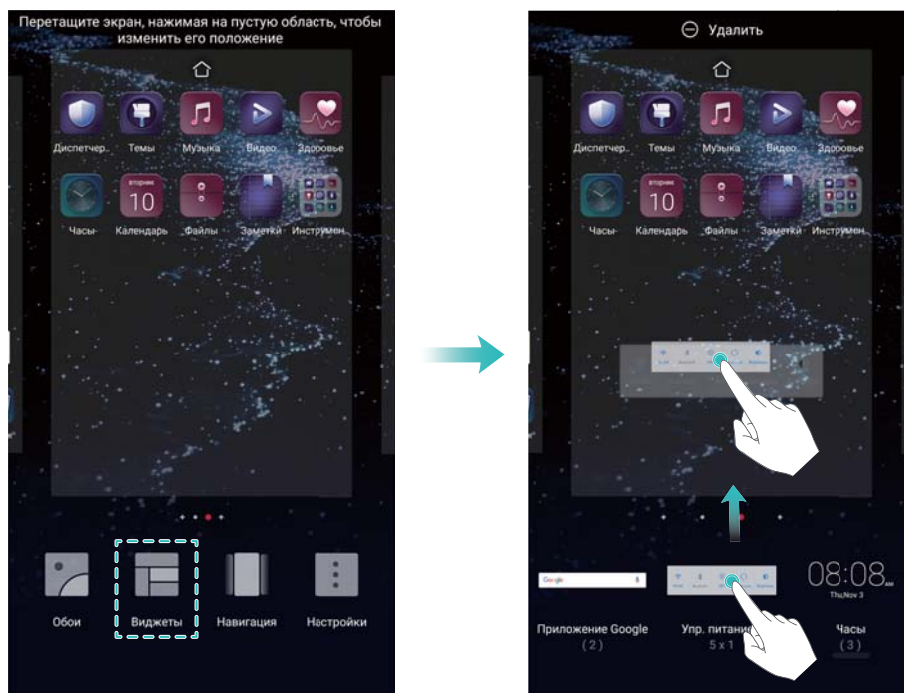 Перетащите экран, нажимая на пустую область, чтобы
изменить его положение
Диспетчер..
Темы
Музыка
Видео
Здоровье
вторник
10
Часы
Календарь
Файлы
Заметки
Инструмен
Обои
Виджеты
Навигация
Настройки
Удалить
Диспетчер..
Темы
Музыка
Видео
Здоровье
вторник
10
Часы
Календарь
Файлы
Заметки
Инструмен
Google
08:08 AM
Thu,Nov 3
Приложение Google
(2)
Упр. питание
5 x 1
Часы
(3)